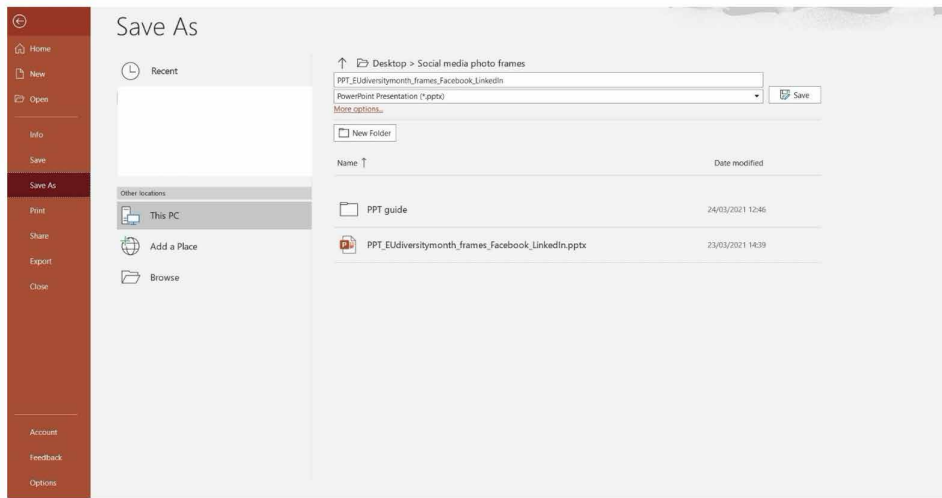 Save As
Home
New
Open
Info
Save
Save As
Print
Share
Export
Close
Account
Feedback
Options
Recent
Other locations
This PC
Add a Place
Browse
Desktop > Social media photo frames
PPT_EUdiversitymonth_frames_Facebook_LinkedIn
PowerPoint Presentation (*.pptx)
Save
More options...
New Folder
Name Date modified
PPT guide 24/03/2021 12:46
PPT_EUdiversitymonth_frames_Facebook_LinkedIn.pptx 23/03/2021 14:39